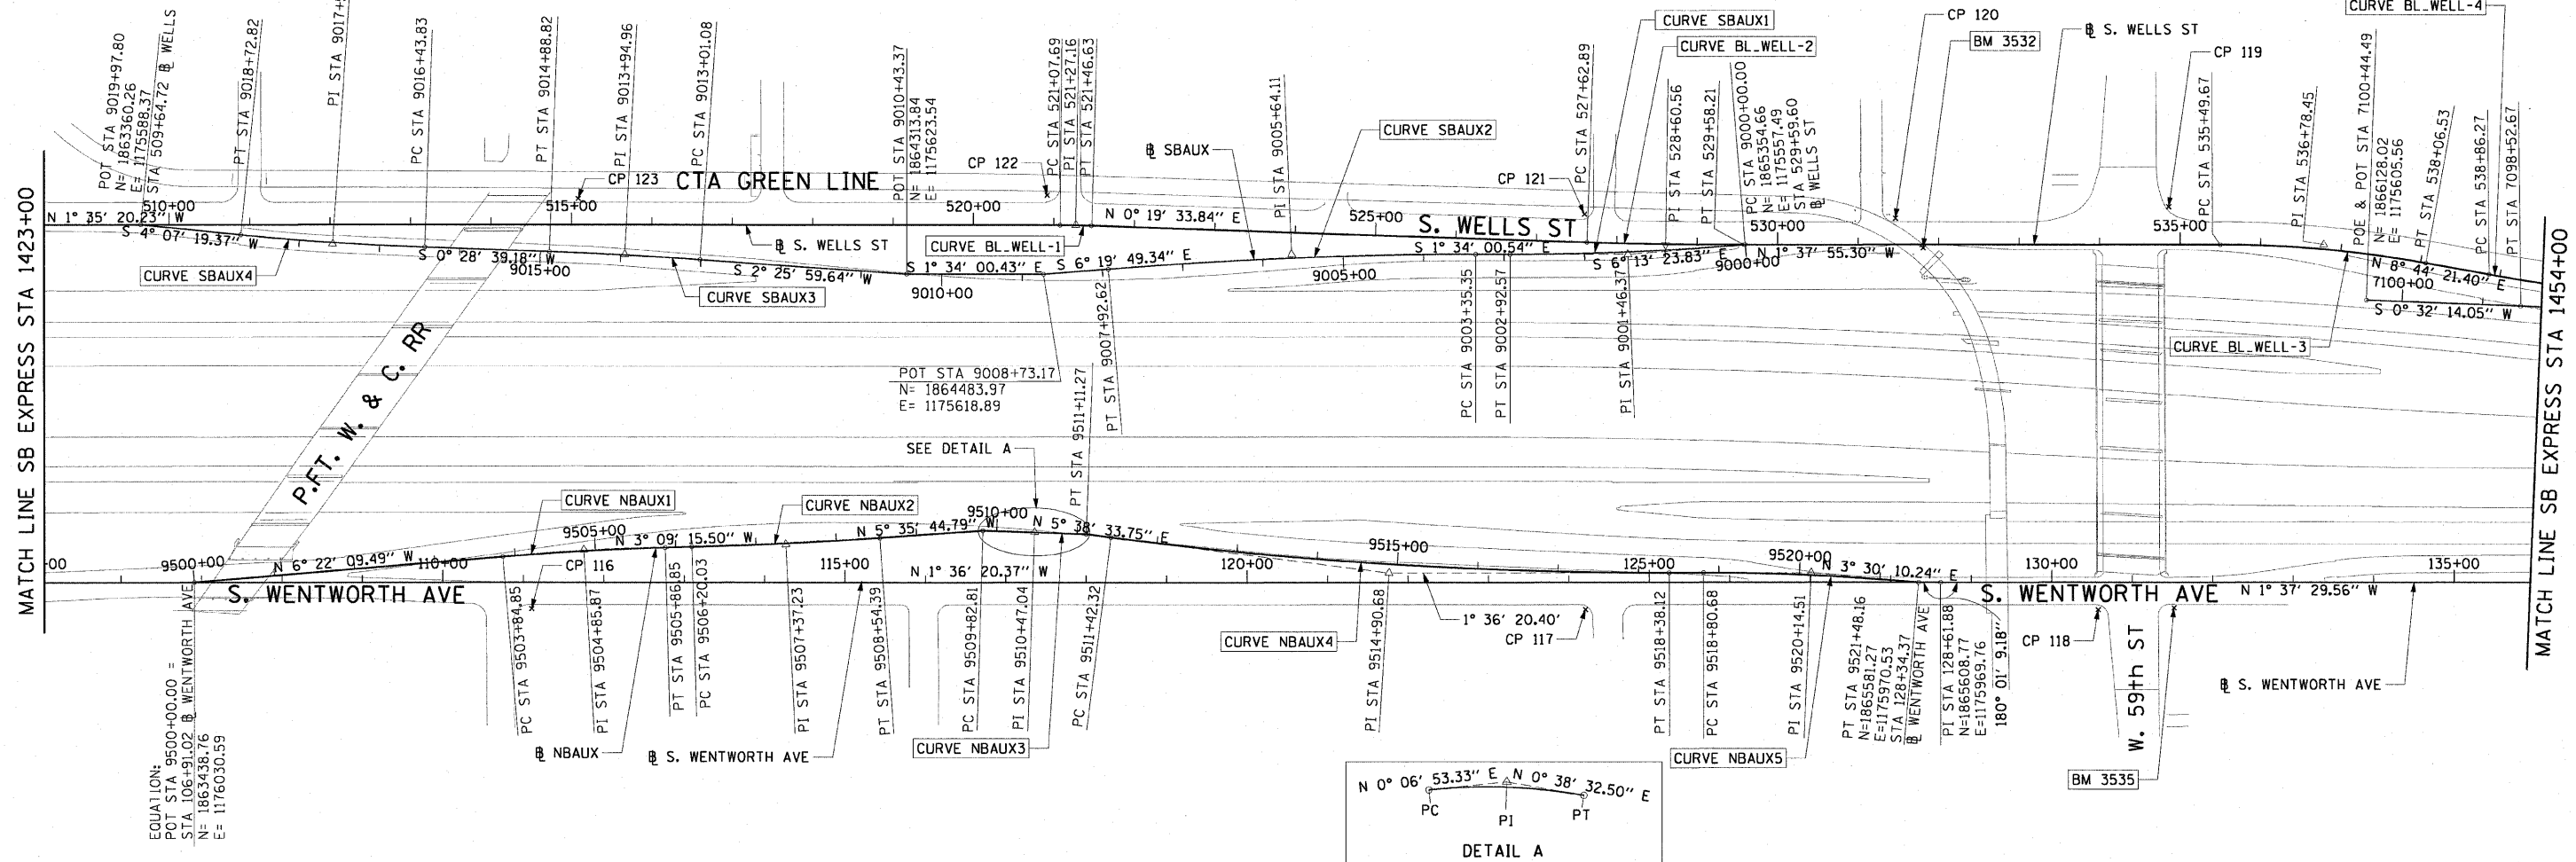 MATCH LINE SB EXPRESS STA 1423+00
POT STA 9019+97.80
N= 1863360.26
E= 1175588.37
STA 509+64.72 ℄ WELLS
PT STA 9018+72.82
PI STA 9017+
PC STA 9016+43.83
PT STA 9014+88.82
PI STA 9013+94.96
PC STA 9013+01.08
POT STA 9010+43.37
N= 1864313.84
E= 1175623.54
PC STA 521+07.69
PI STA 521+27.16
PT STA 521+46.63
PI STA 9005+64.11
PC STA 527+62.89
PI STA 528+60.56
PT STA 529+58.21
PC STA 9000+00.00
N= 1865354.66
E= 1175557.49
STA 529+59.60
℄ WELLS ST
PC STA 535+49.67
PI STA 536+78.45
POE & POT STA 7100+44.49
N= 1866128.02
E= 1175605.56
PT STA 538+06.53
PC STA 538+86.27
PT STA 7098+52.67
CURVE SBAUX1
CURVE BL_WELL-2
CP 120
BM 3532
℄ S. WELLS ST
CP 119
CURVE BL_WELL-4
CP 123
CTA GREEN LINE
CP 122
℄ SBAUX
CURVE SBAUX2
CP 121
510+00
515+00
520+00
525+00
530+00
535+00
N 1° 35' 20.23" W
S 4° 07' 19.37" W
CURVE SBAUX4
S 0° 28' 39.18" W
9015+00
CURVE SBAUX3
S 2° 25' 59.64" W
℄ S. WELLS ST
CURVE BL_WELL-1
S 1° 34' 00.43" E
9010+00
N 0° 19' 33.84" E
S 6° 19' 49.34" E
9005+00
S. WELLS ST
S 1° 34' 00.54" E
S 6° 13' 23.83" E
9000+00
N 1° 37' 55.30" W
N 8° 44' 21.40" E
7100+00
S 0° 32' 14.05" W
CURVE BL_WELL-3
P.FT. W. & C. RR
POT STA 9008+73.17
N= 1864483.97
E= 1175618.89
PT STA 9007+92.62
PC STA 9003+35.35
PT STA 9002+92.57
PI STA 9001+46.37
SEE DETAIL A
PT STA 9511+11.27
CURVE NBAUX1
CURVE NBAUX2
00
9500+00
N 6° 22' 09.49" W
110+00
9505+00
N 3° 09' 15.50" W
N 5° 35' 44.79" W
9510+00
N 5° 38' 33.75" E
115+00
N 1° 36' 20.37" W
120+00
9515+00
125+00
9520+00
N 3° 30' 10.24" E
130+00
135+00
S. WENTWORTH AVE
CP 116
1° 36' 20.40'
CP 117
CURVE NBAUX4
S. WENTWORTH AVE
N 1° 37' 29.56" W
CP 118
W. 59th ST
℄ S. WENTWORTH AVE
BM 3535
EQUATION:
POT STA 9500+00.00 =
STA 106+91.02 ℄ WENTWORTH AVE
N= 1863438.76
E= 1176030.59
PC STA 9503+84.85
PI STA 9504+85.87
PT STA 9505+86.85
PC STA 9506+20.03
PI STA 9507+37.23
PT STA 9508+54.39
PC STA 9509+82.81
PI STA 9510+47.04
PC STA 9511+42.32
PI STA 9514+90.68
PT STA 9518+38.12
PC STA 9518+80.68
PI STA 9520+14.51
PT STA 9521+48.16
N=1865581.27
E=1175970.53
STA 128+34.37
℄ WENTWORTH AVE
PI STA 128+61.88
N=1865608.77
E=1175969.76
180° 01' 9.18"
℄ NBAUX
℄ S. WENTWORTH AVE
CURVE NBAUX3
CURVE NBAUX5
N 0° 06' 53.33" E
N 0° 38' 32.50" E
PC
PI
PT
DETAIL A
MATCH LINE SB EXPRESS STA 1454+00